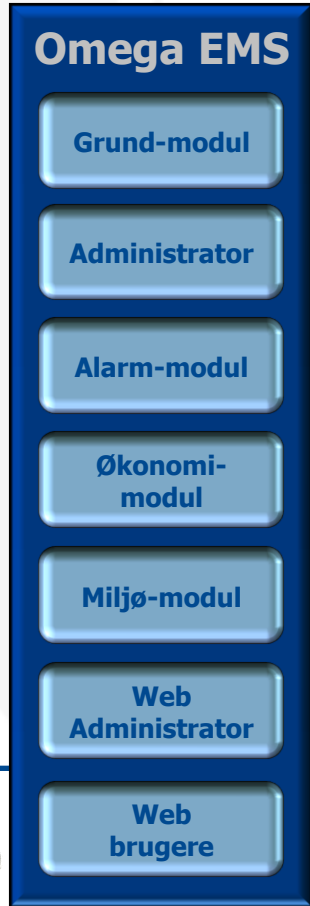 Omega EMS
Grund-modul
Administrator
Alarm-modul
Økonomi-
modul
Miljø-modul
Web
Administrator
Web
brugere